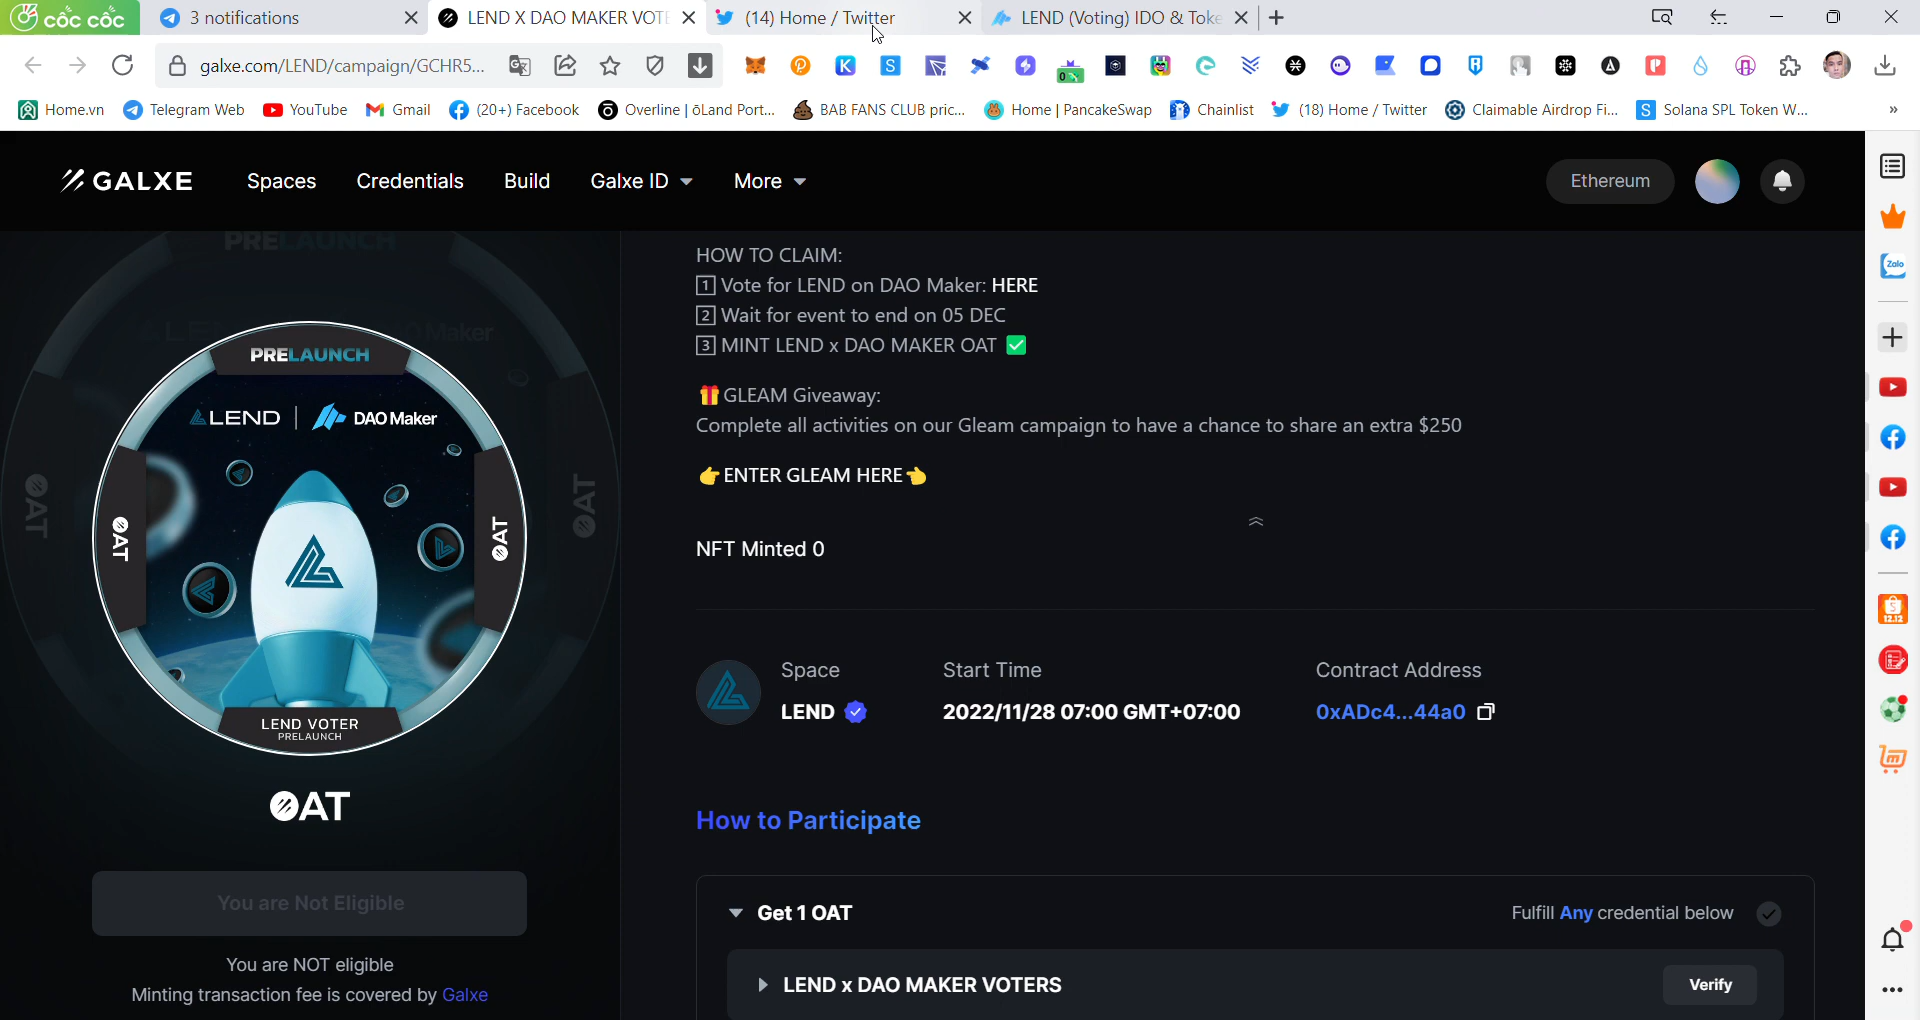 cốc cốc
3 notifications
LEND X DAO MAKER VOTE
(14) Home / Twitter
LEND (Voting) IDO & Toke
galxe.com/LEND/campaign/GCHR5...
Home.vn
Telegram Web
YouTube
Gmail
(20+) Facebook
Overline | ōLand Port...
BAB FANS CLUB pric...
Home | PancakeSwap
Chainlist
(18) Home / Twitter
Claimable Airdrop Fi...
Solana SPL Token W...
»
GALXE
Spaces
Credentials
Build
Galxe ID
More
Ethereum
Zalo
12.12
PRELAUNCH
LEND | DAO Maker
OAT
OAT
LEND VOTER
PRELAUNCH
OAT
You are Not Eligible
You are NOT eligible
Minting transaction fee is covered by Galxe
HOW TO CLAIM:
1 Vote for LEND on DAO Maker: HERE
2 Wait for event to end on 05 DEC
3 MINT LEND x DAO MAKER OAT ✅
🎁GLEAM Giveaway:
Complete all activities on our Gleam campaign to have a chance to share an extra $250
👉ENTER GLEAM HERE👈
NFT Minted 0
Space
LEND
Start Time
2022/11/28 07:00 GMT+07:00
Contract Address
0xADc4...44a0
How to Participate
Get 1 OAT
Fulfill Any credential below
LEND x DAO MAKER VOTERS
Verify